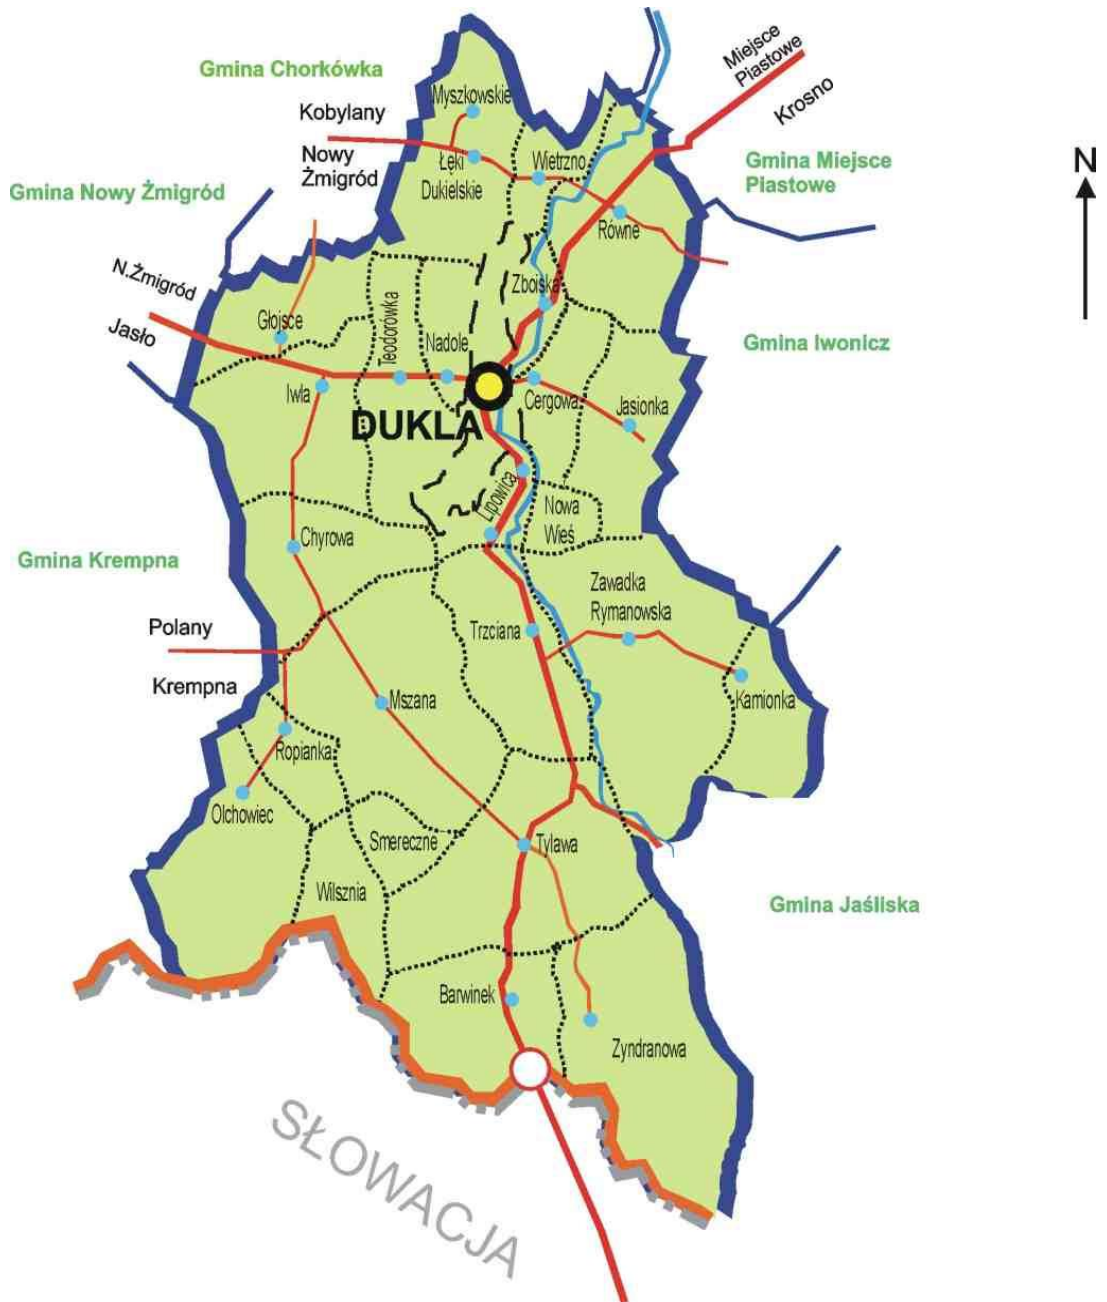 Miejsce
Piastowe
Krosno
Gmina Chorkówka
Myszkowskie
Kobylany
Nowy
Żmigród
Łęki
Dukielskie
Wietrzno
Gmina Miejsce
Piastowe
N
Gmina Nowy Żmigród
Równe
N.Żmigród
Jasło
Głojsce
Teodorówka
Nadole
Zboiska
Gmina Iwonicz
Iwla
DUKLA
Cergowa
Jasionka
Lipowica
Nowa
Wieś
Chyrowa
Gmina Krempna
Zawadka
Rymanowska
Polany
Krempna
Trzciana
Mszana
Kamionka
Ropianka
Olchowiec
Smereczne
Tylawa
Wilsznia
Gmina Jaśliska
Barwinek
Zyndranowa
SŁOWACJA